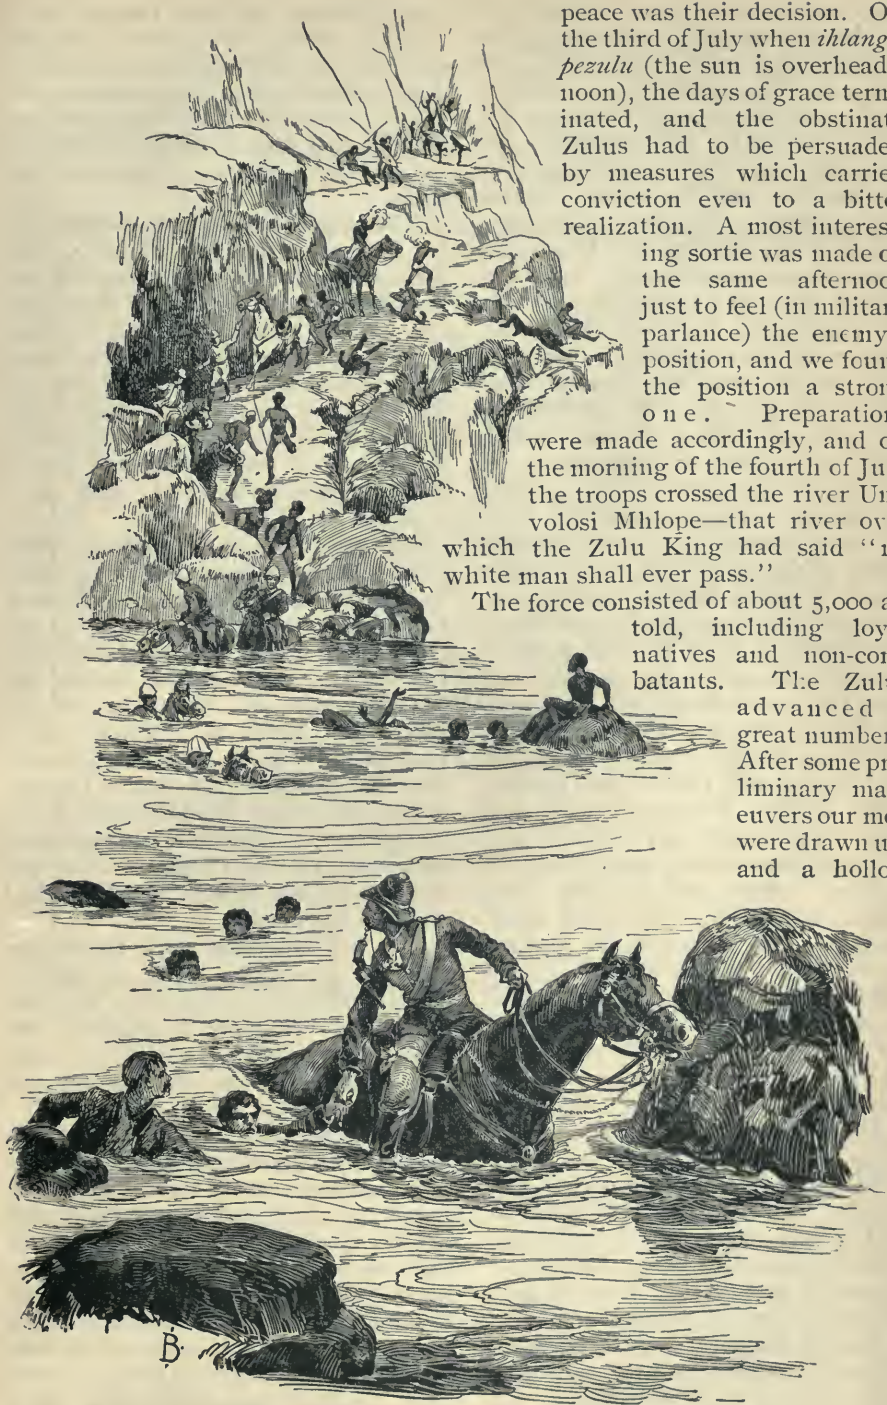 peace was their decision. O
the third of July when ihlang
pezulu (the sun is overhead
noon), the days of grace term
inated, and the obstinat
Zulus had to be persuade
by measures which carrie
conviction even to a bitte
realization. A most interes
ing sortie was made o
the same afternoo
just to feel (in militar
parlance) the enemy
position, and we foun
the position a stron
one. Preparation
were made accordingly, and o
the morning of the fourth of Ju
the troops crossed the river Um
volosi Mhlope—that river ov
which the Zulu King had said "n
white man shall ever pass."
The force consisted of about 5,000 a
told, including loy
natives and non-com
batants. The Zulu
advanced
great number
After some pr
liminary ma
euvers our me
were drawn u
and a hollo
B.